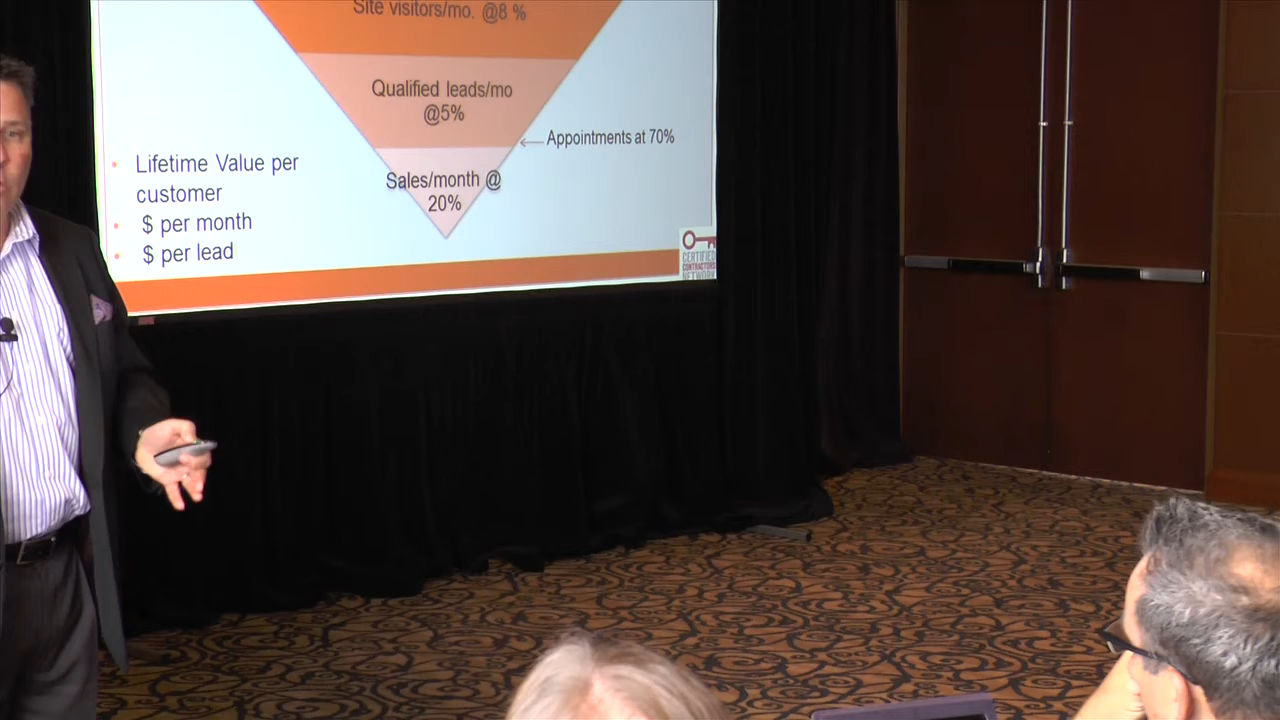 Site visitors/mo. @8 %
Qualified leads/mo
@5%
Appointments at 70%
Sales/month @
20%
• Lifetime Value per
customer
• $ per month
• $ per lead
CERTIFIED
CONTRACTORS
NETWORK